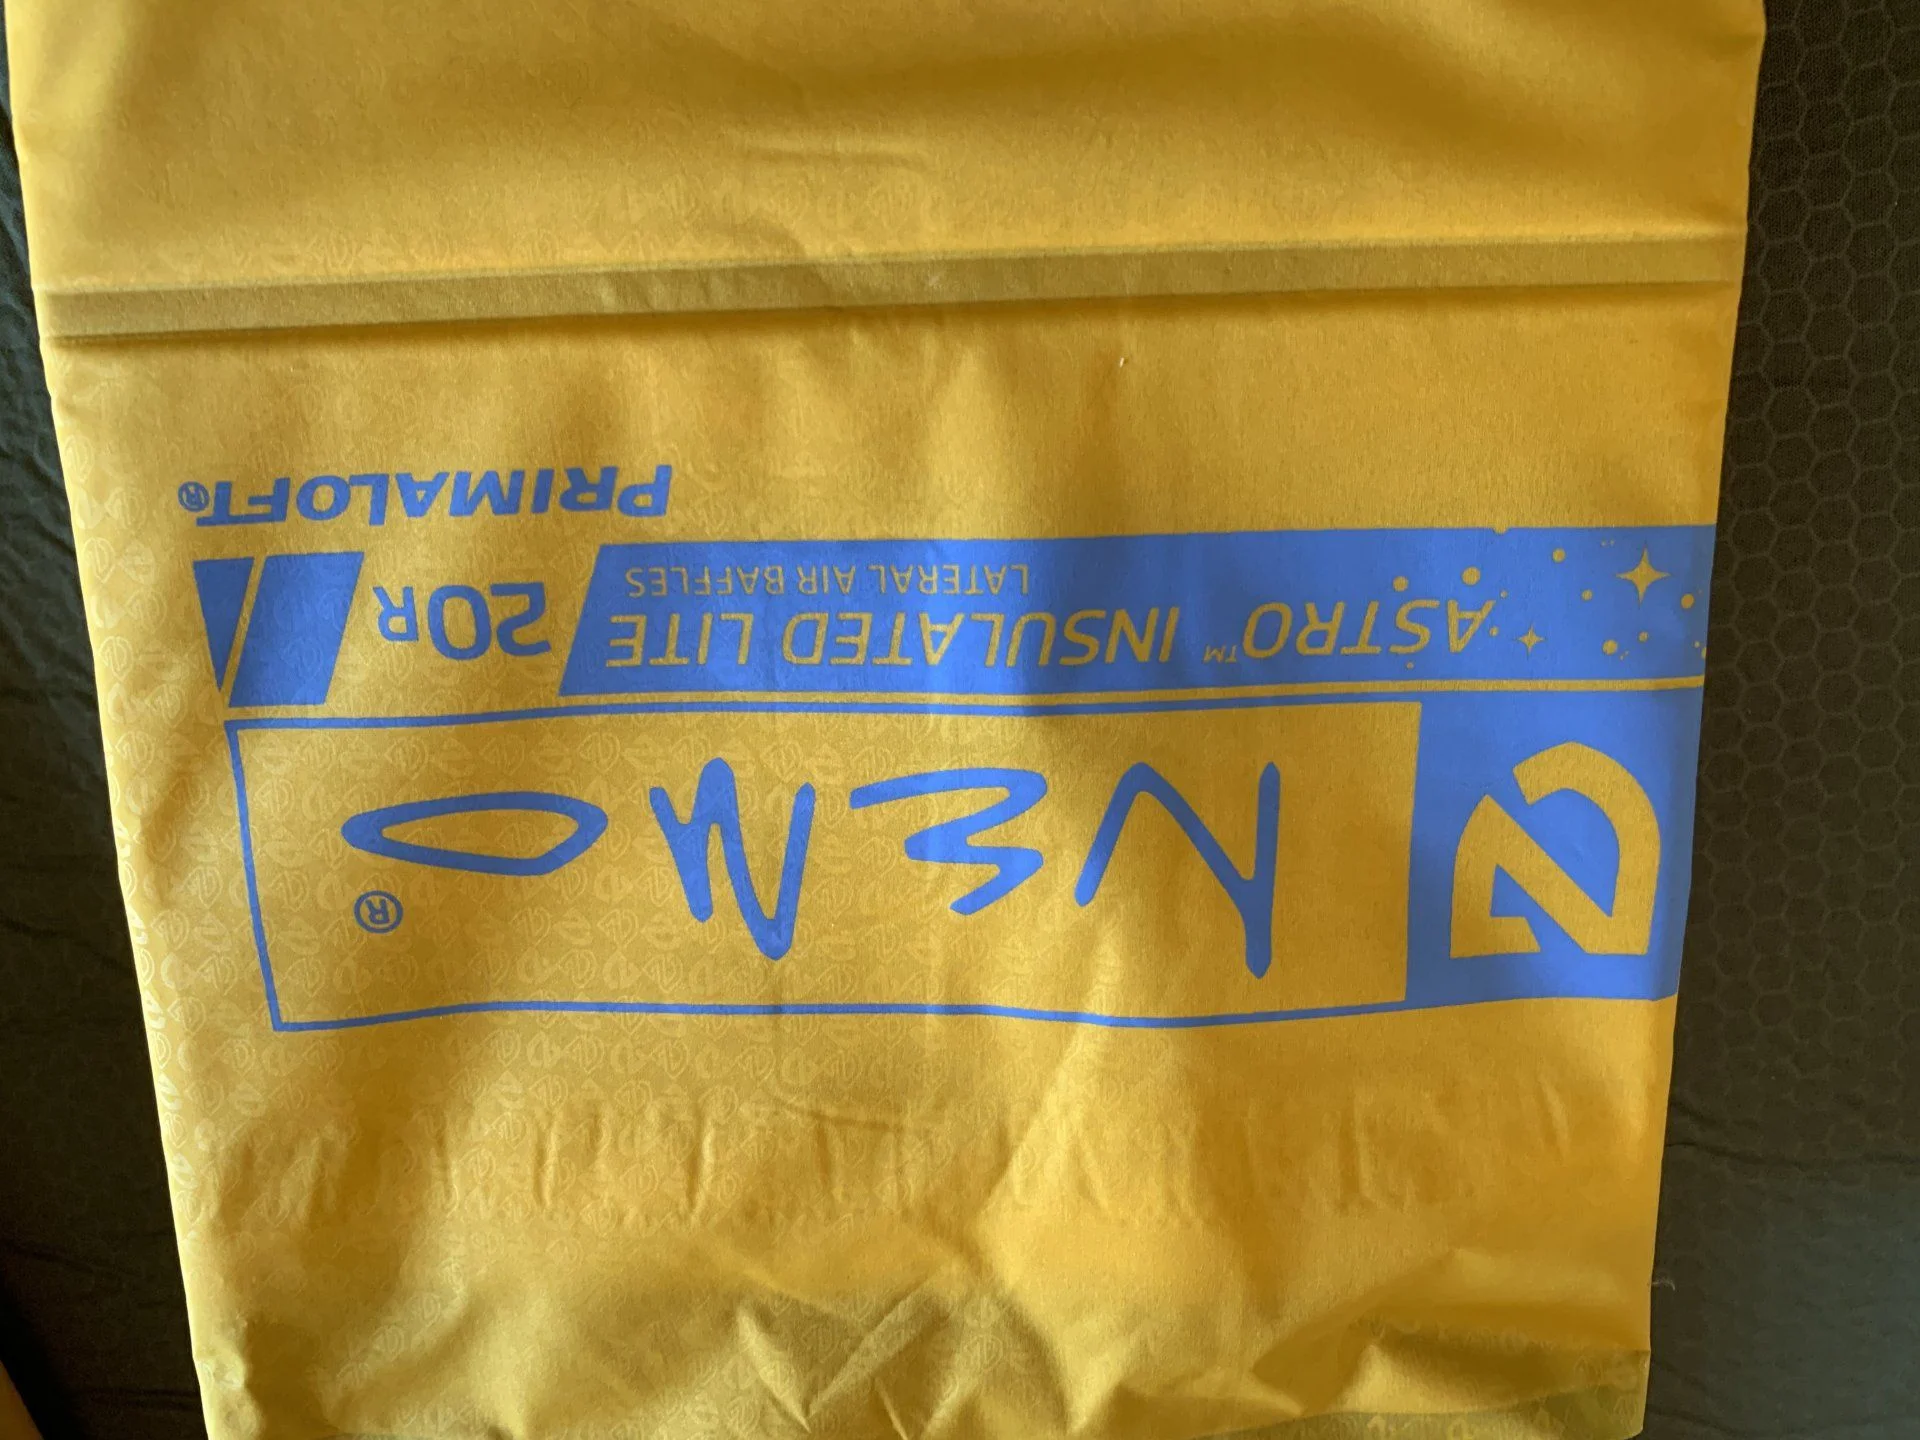 NEMO®
ASTRO™ INSULATED LITE 20R
LATERAL AIR BAFFLES
PRIMALOFT®